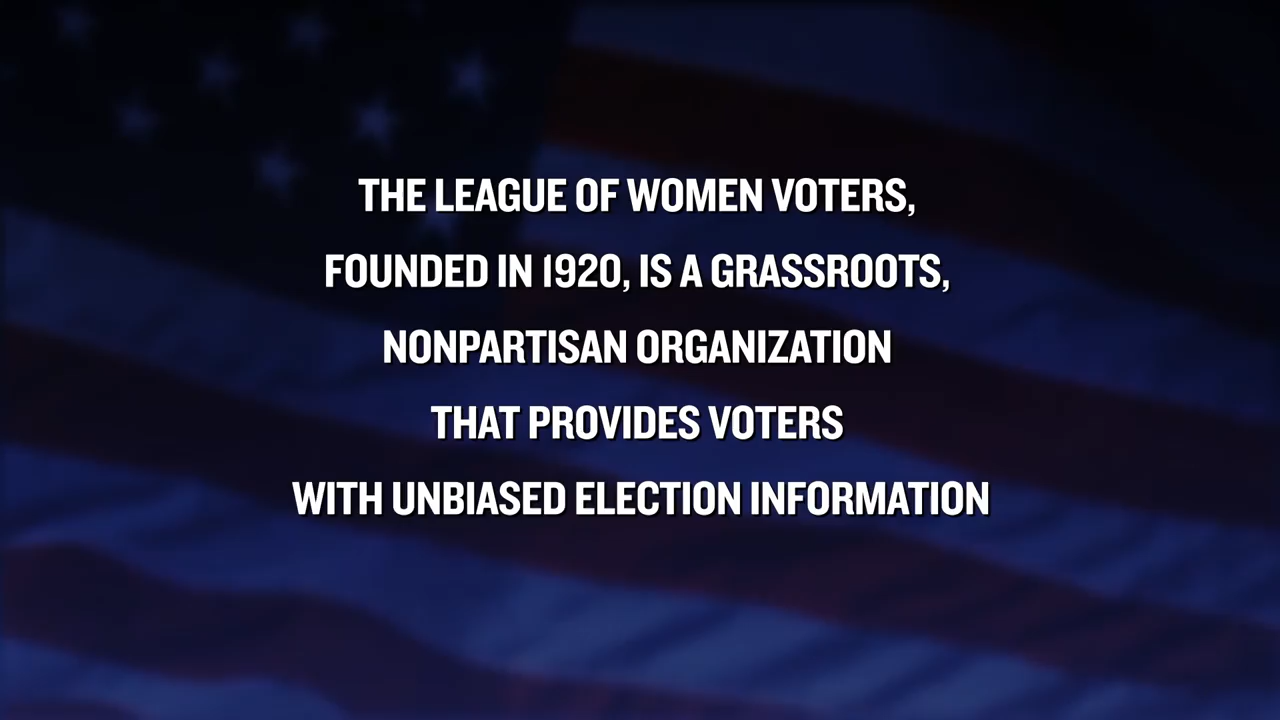 THE LEAGUE OF WOMEN VOTERS,
FOUNDED IN 1920, IS A GRASSROOTS,
NONPARTISAN ORGANIZATION
THAT PROVIDES VOTERS
WITH UNBIASED ELECTION INFORMATION